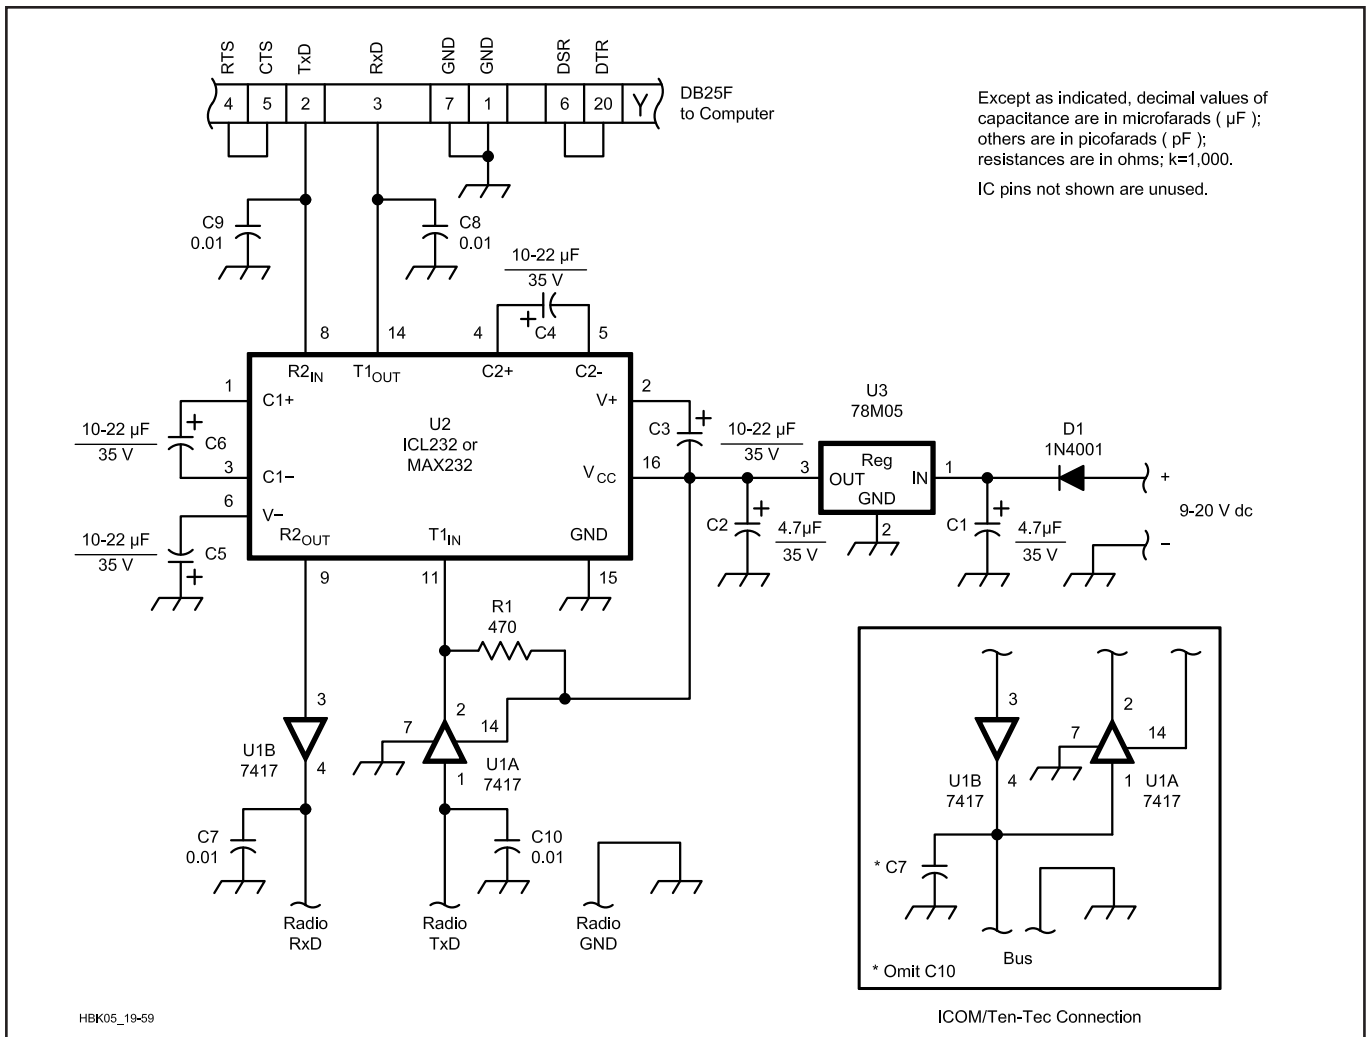 RTS
CTS
TxD
RxD
GND
GND
DSR
DTR
4
5
2
3
7
1
6
20
Y
DB25F
to Computer
Except as indicated, decimal values of
capacitance are in microfarads ( µF );
others are in picofarads ( pF );
resistances are in ohms; k=1,000.
IC pins not shown are unused.
C9
0.01
C8
0.01
10-22 µF
35 V
+
C4
8
14
4
5
R2IN
T1OUT
C2+
C2-
1
C1+
2
V+
U2
ICL232 or
MAX232
10-22 µF
35 V
+
C6
3
C1–
16
VCC
6
V–
R2OUT
T1IN
GND
10-22 µF
35 V
C5
+
9
11
15
C3
+
10-22 µF
35 V
U3
78M05
3
Reg
OUT
IN
GND
1
2
D1
1N4001
+
9-20 V dc
–
C2
+
4.7µF
35 V
C1
+
4.7µF
35 V
R1
470
3
U1B
7417
4
7
2
14
U1A
7417
1
C7
0.01
C10
0.01
Radio
RxD
Radio
TxD
Radio
GND
3
U1B
7417
4
7
2
14
U1A
7417
1
* C7
Bus
* Omit C10
HBK05_19-59
ICOM/Ten-Tec Connection